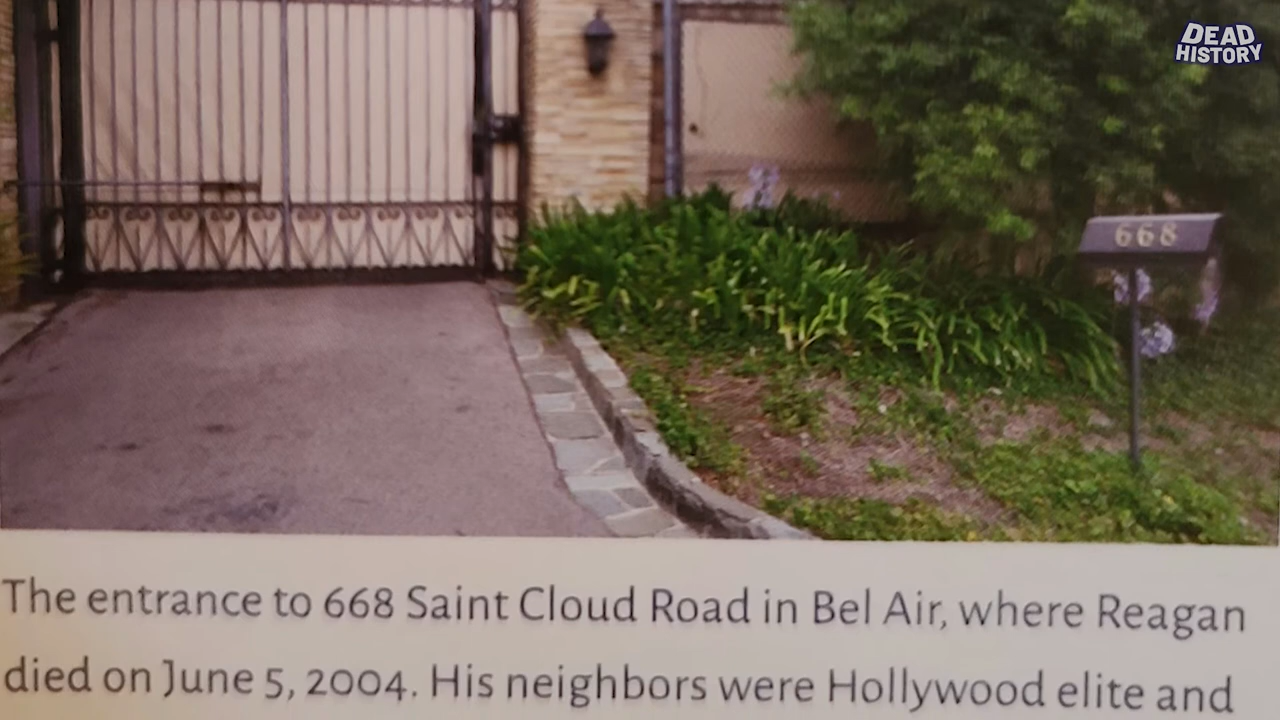 DEAD
HISTORY
668
The entrance to 668 Saint Cloud Road in Bel Air, where Reagan
died on June 5, 2004. His neighbors were Hollywood elite and